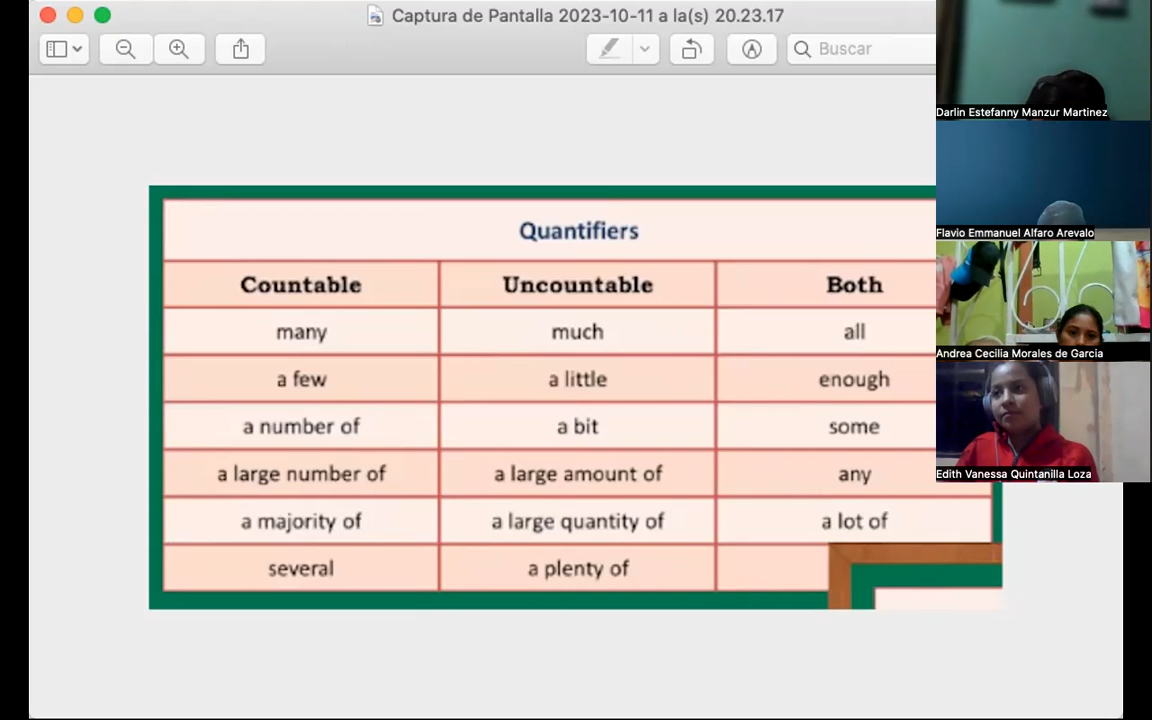 Captura de Pantalla 2023-10-11 a la(s) 20.23.17
Buscar
Quantifiers
Countable Uncountable Both
many much all
a few a little enough
a number of a bit some
a large number of a large amount of any
a majority of a large quantity of a lot of
several a plenty of
Darlin Estefanny Manzur Martinez
Flavio Emmanuel Alfaro Arevalo
Andrea Cecilia Morales de Garcia
Edith Vanessa Quintanilla Loza